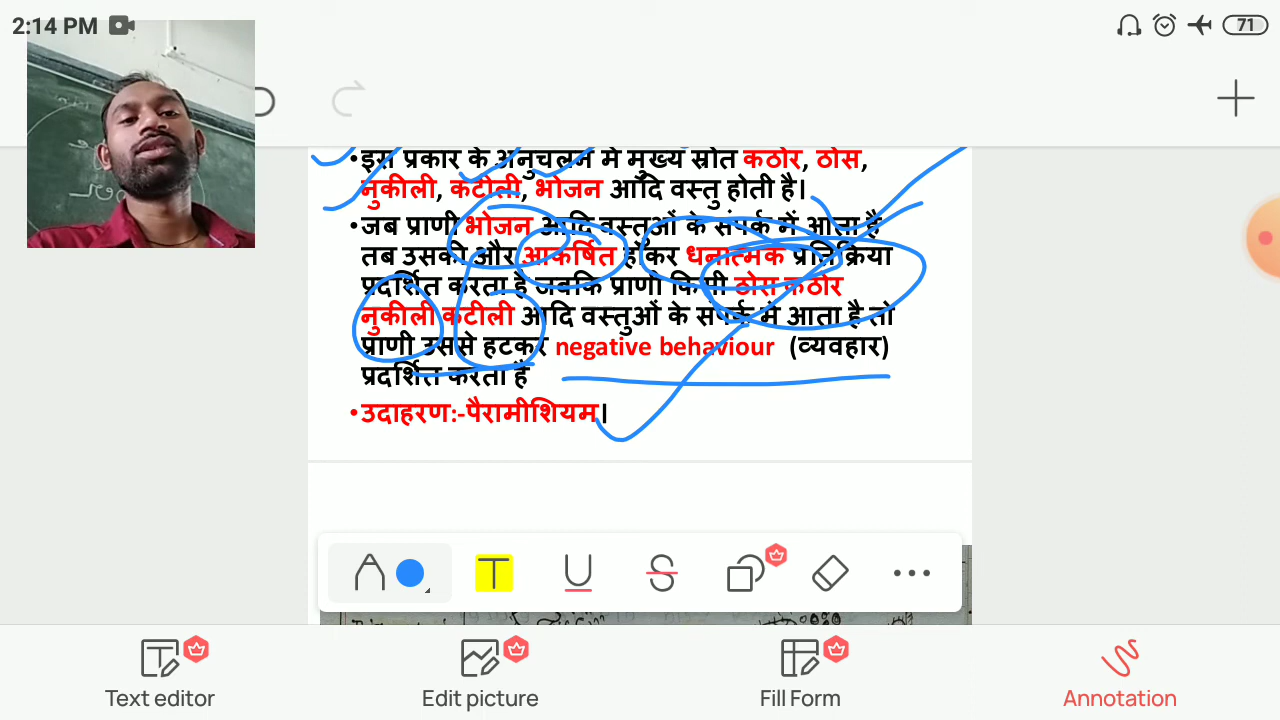 2:14 PM
71
•इस प्रकार के अनुचलन में मुख्य स्रोत कठोर, ठोस,
नुकीली, कटीली, भोजन आदि वस्तु होती है।
•जब प्राणी भोजन आदि वस्तुओं के संपर्क में आता है
तब उसकी और आकर्षित होकर धनात्मक प्रतिक्रिया
प्रदर्शित करता है जबकि प्राणी किसी ठोस कठोर
नुकीली कटीली आदि वस्तुओं के संपर्क में आता है तो
प्राणी उससे हटकर negative behaviour (व्यवहार)
प्रदर्शित करता है
•उदाहरण:-पैरामीशियम।
Text editor
Edit picture
Fill Form
Annotation